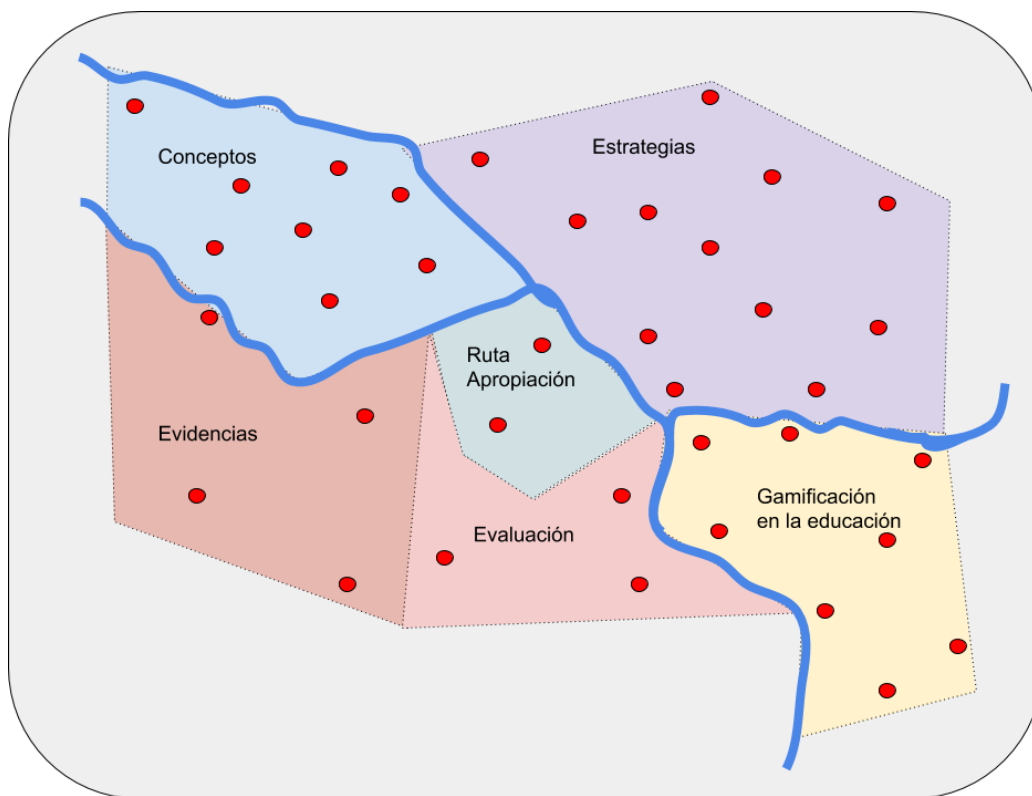 Conceptos
Estrategias
Ruta
Apropiación
Evidencias
Gamificación
en la educación
Evaluación